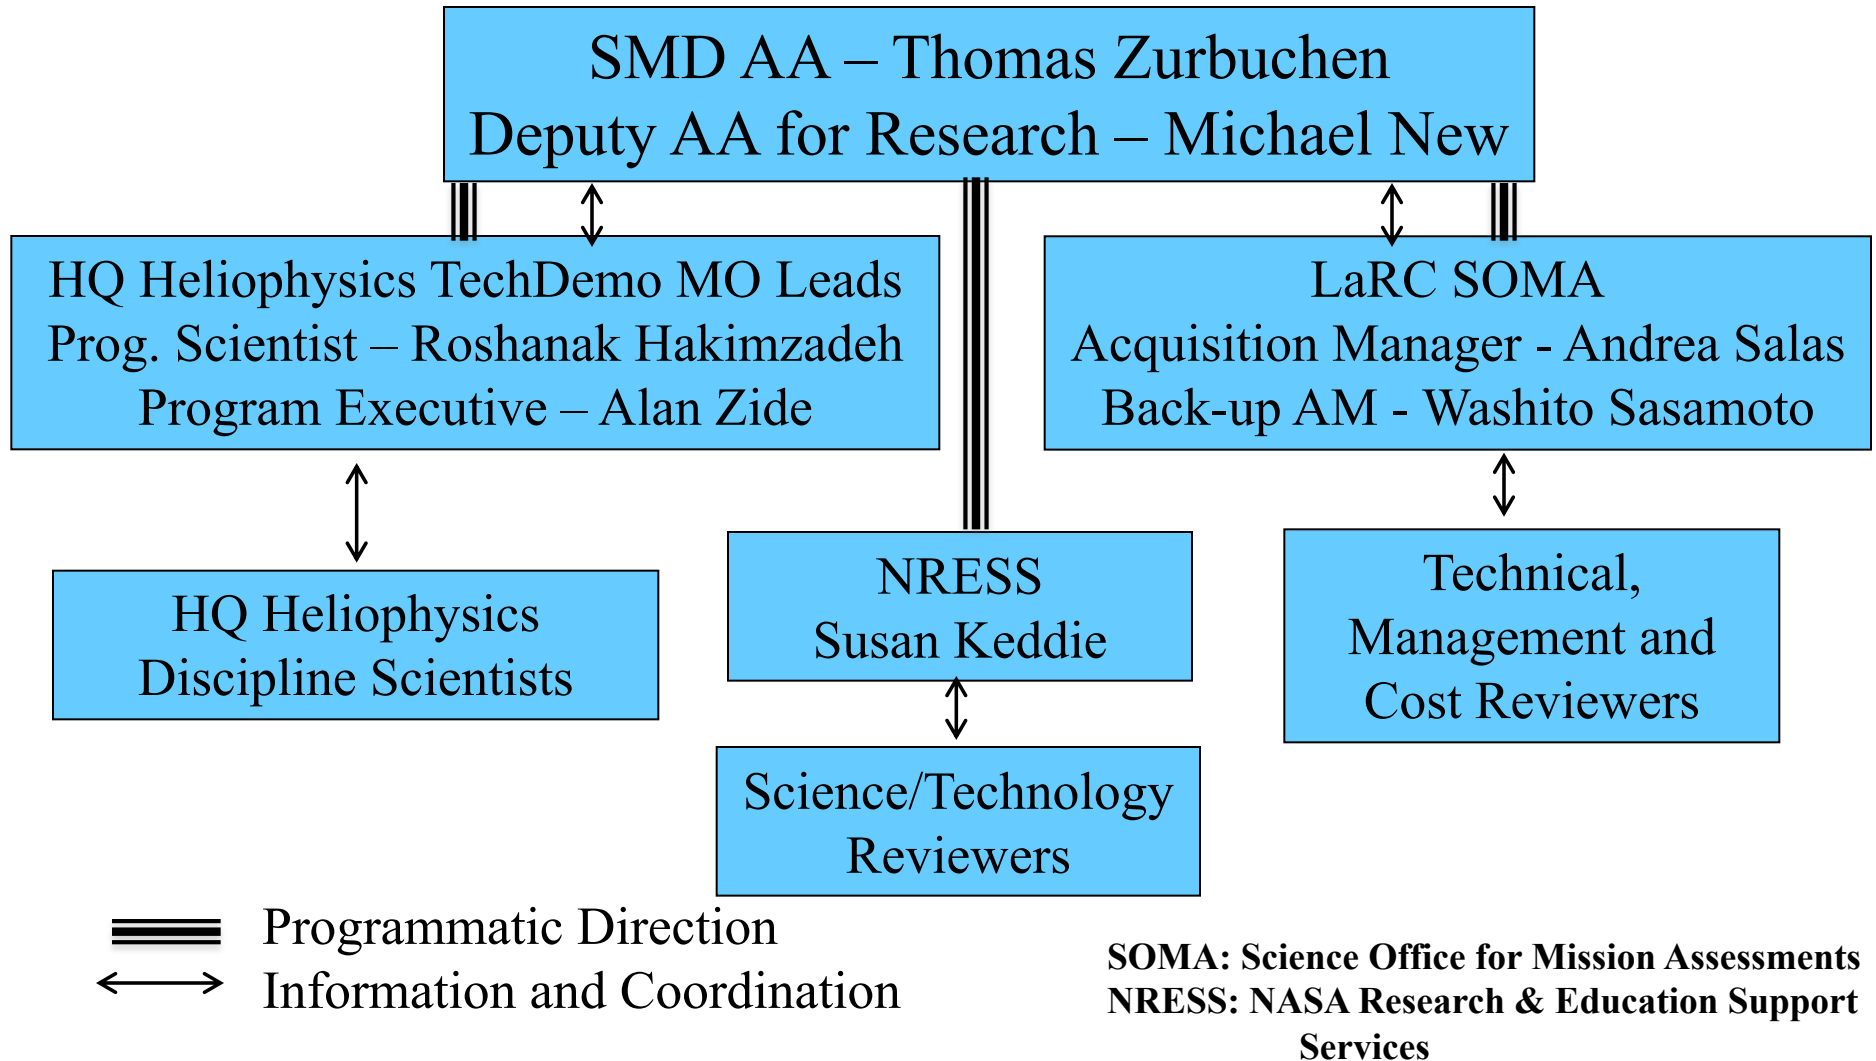 SMD AA – Thomas Zurbuchen
Deputy AA for Research – Michael New
HQ Heliophysics TechDemo MO Leads
Prog. Scientist – Roshanak Hakimzadeh
Program Executive – Alan Zide
LaRC SOMA
Acquisition Manager - Andrea Salas
Back-up AM - Washito Sasamoto
HQ Heliophysics
Discipline Scientists
NRESS
Susan Keddie
Technical,
Management and
Cost Reviewers
Science/Technology
Reviewers
Programmatic Direction
Information and Coordination
SOMA: Science Office for Mission Assessments
NRESS: NASA Research & Education Support
Services